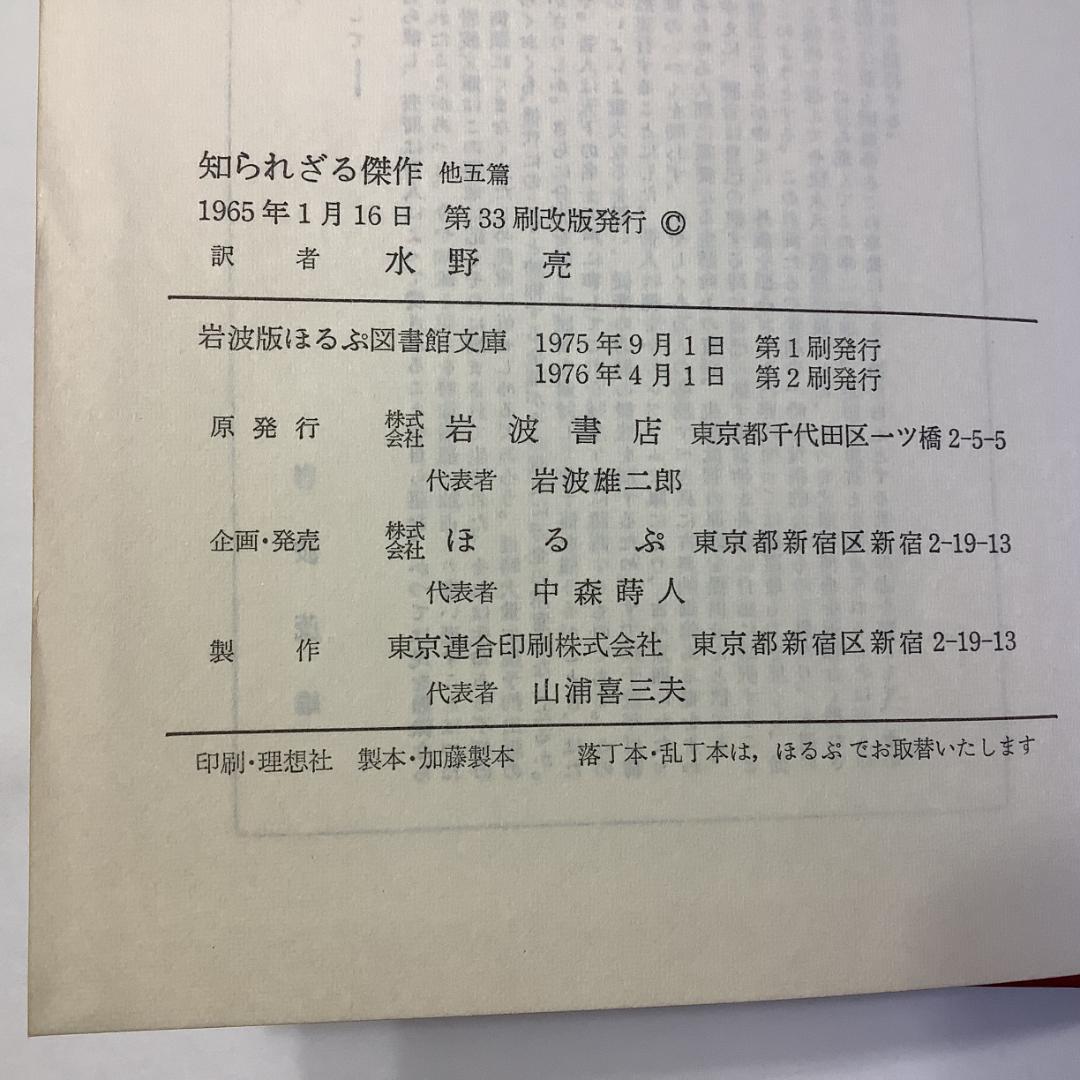 知られざる傑作 他五篇
1965年1月16日 第33刷改版発行 ©
訳者 水野亮
岩波版ほるぷ図書館文庫 1975年9月1日 第1刷発行
1976年4月1日 第2刷発行
原発行 株式会社 岩波書店 東京都千代田区一ツ橋2-5-5
代表者 岩波雄二郎
企画・発売 株式会社 ほるぷ 東京都新宿区新宿2-19-13
代表者 中森蒔人
製作 東京連合印刷株式会社 東京都新宿区新宿2-19-13
代表者 山浦喜三夫
印刷・理想社 製本・加藤製本 落丁本・乱丁本は，ほるぷでお取替いたします